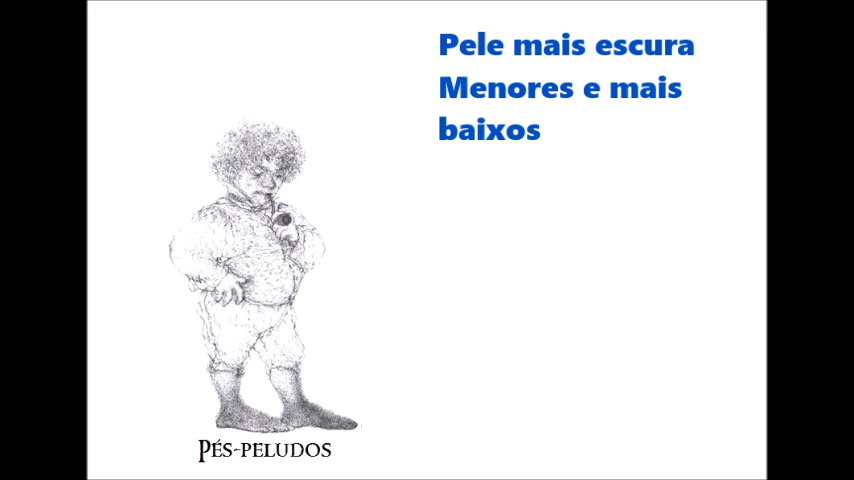 Pele mais escura
Menores e mais
baixos
Pés-peludos